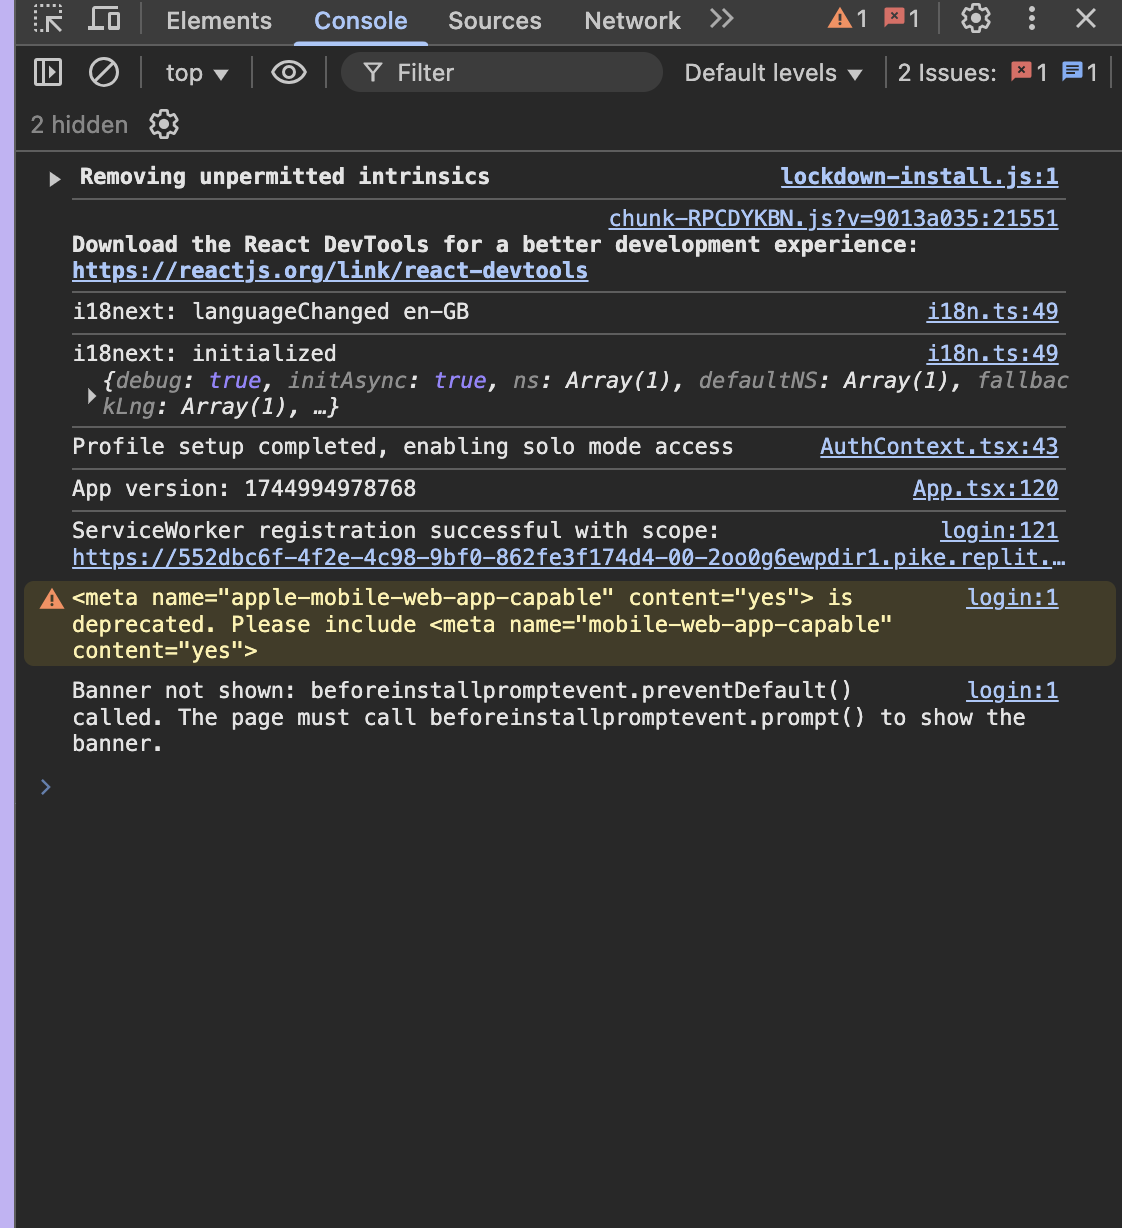 Elements Console Sources Network 1 1
top Filter Default levels 2 Issues: 1 1
2 hidden
Removing unpermitted intrinsics lockdown-install.js:1
chunk-RPCDYKBN.js?v=9013a035:21551
Download the React DevTools for a better development experience:
https://reactjs.org/link/react-devtools
i18next: languageChanged en-GB i18n.ts:49
i18next: initialized i18n.ts:49
{debug: true, initAsync: true, ns: Array(1), defaultNS: Array(1), fallbac
kLng: Array(1), …}
Profile setup completed, enabling solo mode access AuthContext.tsx:43
App version: 1744994978768 App.tsx:120
ServiceWorker registration successful with scope: login:121
https://552dbc6f-4f2e-4c98-9bf0-862fe3f174d4-00-2oo0g6ewpdir1.pike.replit.…
<meta name="apple-mobile-web-app-capable" content="yes"> is login:1
deprecated. Please include <meta name="mobile-web-app-capable"
content="yes">
Banner not shown: beforeinstallpromptevent.preventDefault() login:1
called. The page must call beforeinstallpromptevent.prompt() to show the
banner.